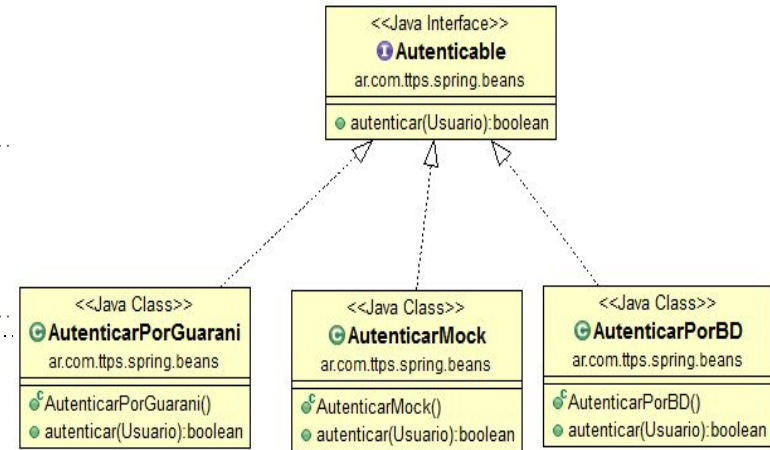 <<Java Interface>>
Autenticable
ar.com.ttps.spring.beans
autenticar(Usuario):boolean
<<Java Class>>
AutenticarPorGuarani
ar.com.ttps.spring.beans
AutenticarPorGuarani()
autenticar(Usuario):boolean
<<Java Class>>
AutenticarMock
ar.com.ttps.spring.beans
AutenticarMock()
autenticar(Usuario):boolean
<<Java Class>>
AutenticarPorBD
ar.com.ttps.spring.beans
AutenticarPorBD()
autenticar(Usuario):boolean